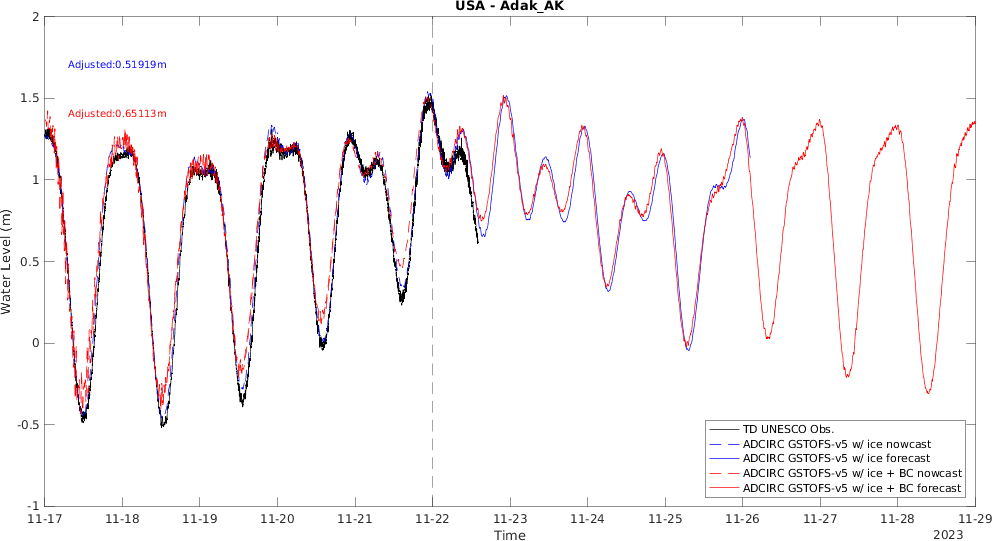 USA - Adak_AK
2
1.5
1
0.5
0
-0.5
-1
Water Level (m)
Adjusted:0.51919m
Adjusted:0.65113m
TD UNESCO Obs.
ADCIRC GSTOFS-v5 w/ ice nowcast
ADCIRC GSTOFS-v5 w/ ice forecast
ADCIRC GSTOFS-v5 w/ ice + BC nowcast
ADCIRC GSTOFS-v5 w/ ice + BC forecast
11-17 11-18 11-19 11-20 11-21 11-22 11-23 11-24 11-25 11-26 11-27 11-28 11-29
Time
2023